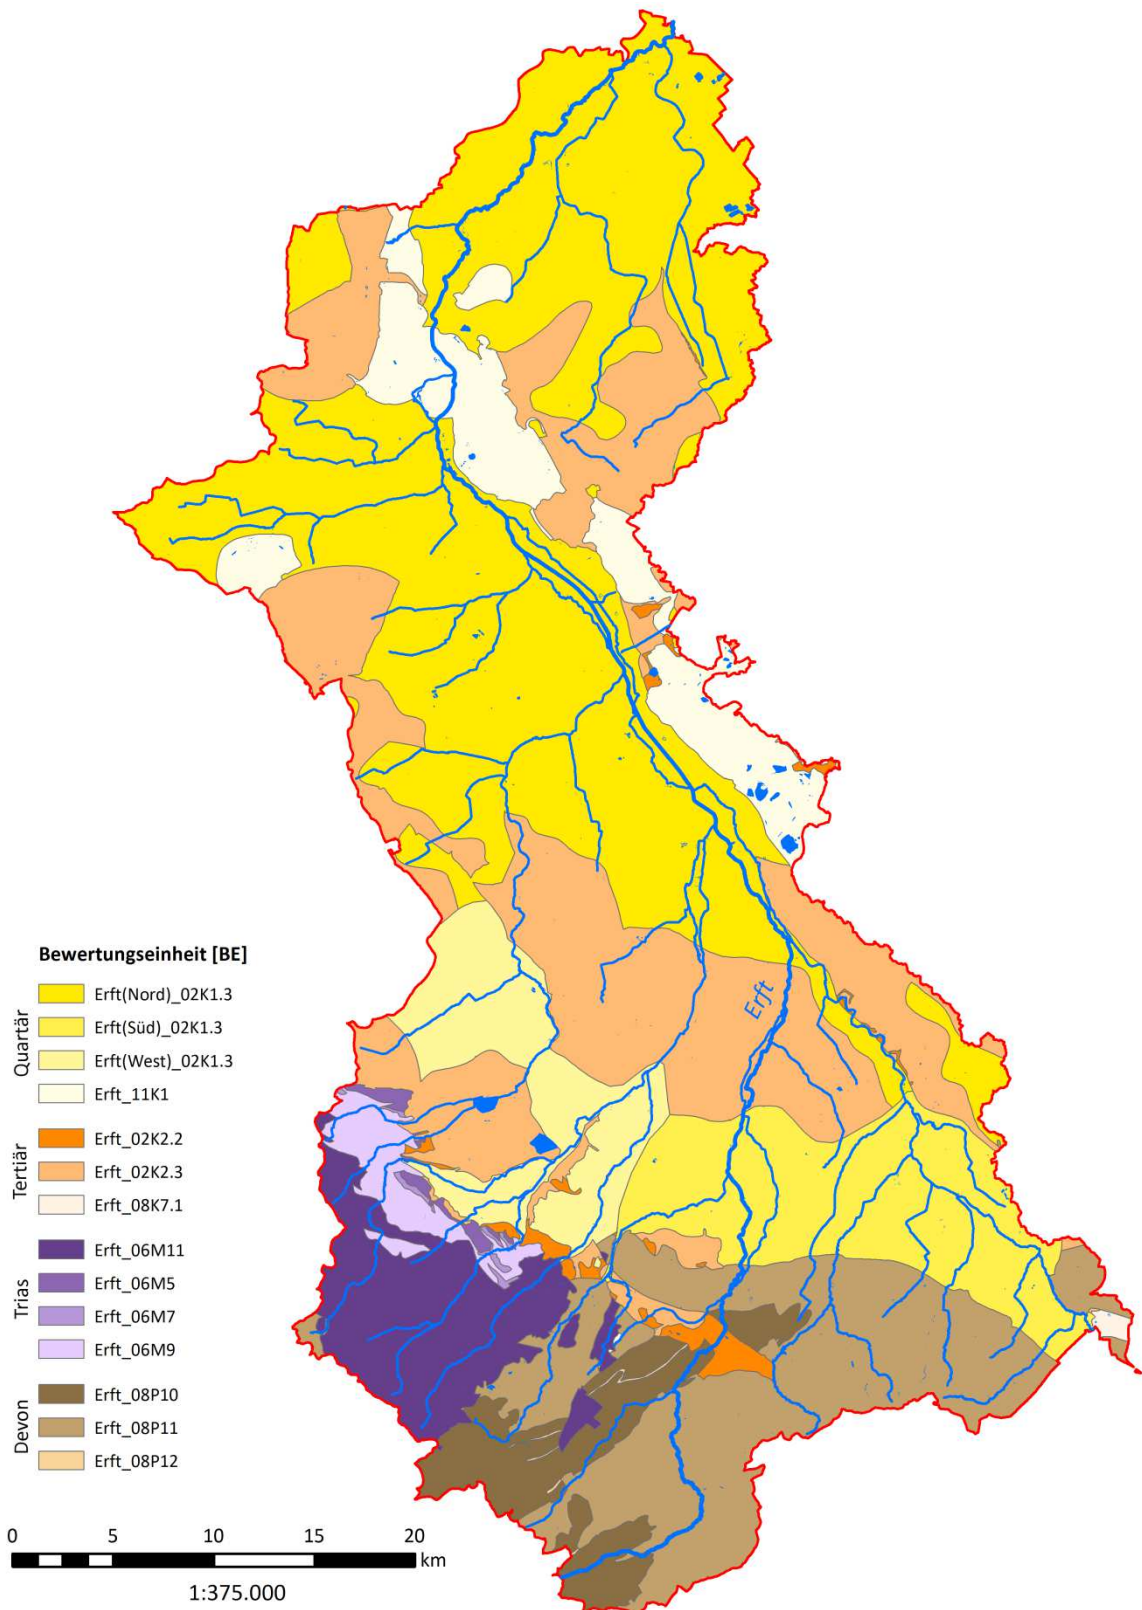 Erft
Bewertungseinheit [BE]
Quartär
Erft(Nord)_02K1.3
Erft(Süd)_02K1.3
Erft(West)_02K1.3
Erft_11K1
Tertiär
Erft_02K2.2
Erft_02K2.3
Erft_08K7.1
Trias
Erft_06M11
Erft_06M5
Erft_06M7
Erft_06M9
Devon
Erft_08P10
Erft_08P11
Erft_08P12
0 5 10 15 20
km
1:375.000